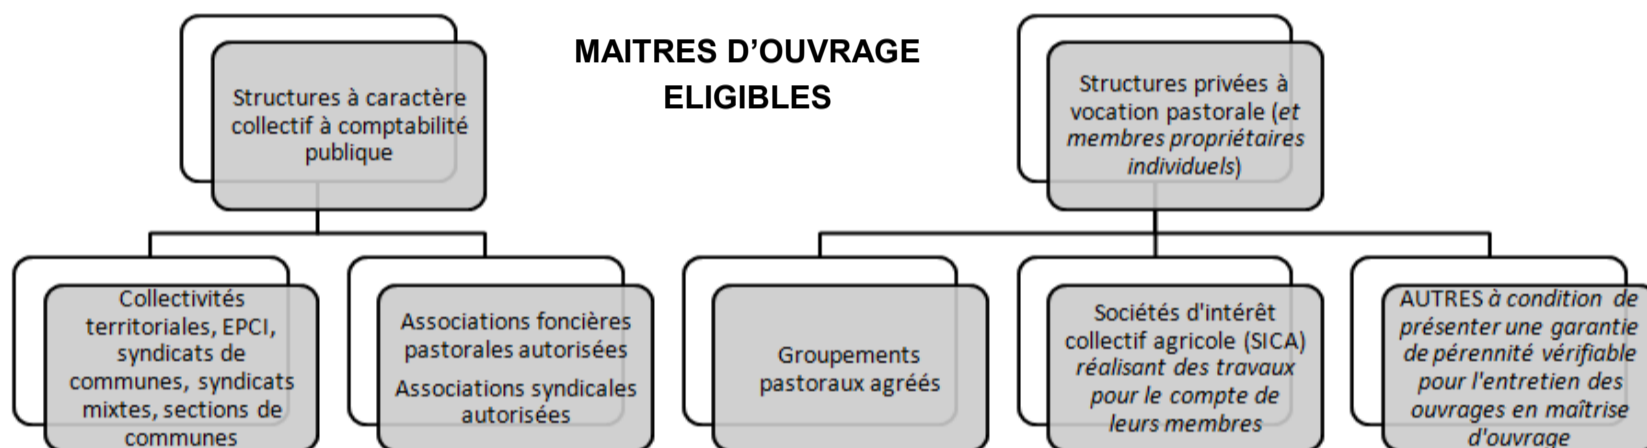 MAITRES D'OUVRAGE
ELIGIBLES
Structures à caractère
collectif à comptabilité
publique
Structures privées à
vocation pastorale (et
membres propriétaires
individuels)
Collectivités
territoriales, EPCI,
syndicats de
communes, syndicats
mixtes, sections de
communes
Associations foncières
pastorales autorisées
Associations syndicales
autorisées
Groupements
pastoraux agréés
Sociétés d'intérêt
collectif agricole (SICA)
réalisant des travaux
pour le compte de
leurs membres
AUTRES à condition de
présenter une garantie
de pérennité vérifiable
pour l'entretien des
ouvrages en maîtrise
d'ouvrage